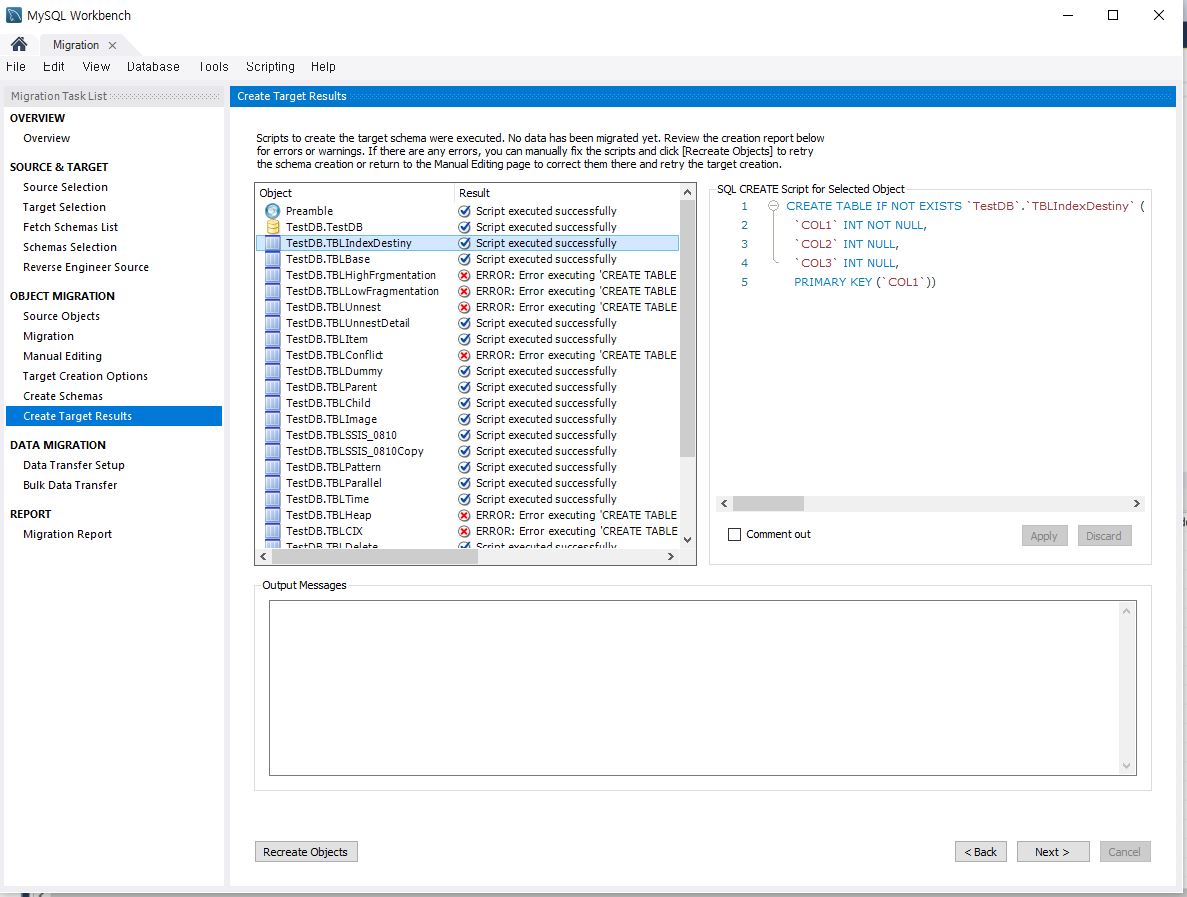 MySQL Workbench
Migration
File Edit View Database Tools Scripting Help
Migration Task List
OVERVIEW
Overview
SOURCE & TARGET
Source Selection
Target Selection
Fetch Schemas List
Schemas Selection
Reverse Engineer Source
OBJECT MIGRATION
Source Objects
Migration
Manual Editing
Target Creation Options
Create Schemas
Create Target Results
DATA MIGRATION
Data Transfer Setup
Bulk Data Transfer
REPORT
Migration Report
Create Target Results
Scripts to create the target schema were executed. No data has been migrated yet. Review the creation report below
for errors or warnings. If there are any errors, you can manually fix the scripts and click [Recreate Objects] to retry
the schema creation or return to the Manual Editing page to correct them there and retry the target creation.
Object Result
Preamble Script executed successfully
TestDB.TestDB Script executed successfully
TestDB.TBLIndexDestiny Script executed successfully
TestDB.TBLBase Script executed successfully
TestDB.TBLHighFrgmentation ERROR: Error executing 'CREATE TABLE
TestDB.TBLLowFragmentation ERROR: Error executing 'CREATE TABLE
TestDB.TBLUnnest ERROR: Error executing 'CREATE TABLE
TestDB.TBLUnnestDetail Script executed successfully
TestDB.TBLItem Script executed successfully
TestDB.TBLConflict ERROR: Error executing 'CREATE TABLE
TestDB.TBLDummy Script executed successfully
TestDB.TBLParent Script executed successfully
TestDB.TBLChild Script executed successfully
TestDB.TBLImage Script executed successfully
TestDB.TBLSSIS_0810 Script executed successfully
TestDB.TBLSSIS_0810Copy Script executed successfully
TestDB.TBLPattern Script executed successfully
TestDB.TBLParallel Script executed successfully
TestDB.TBLTime Script executed successfully
TestDB.TBLHeap ERROR: Error executing 'CREATE TABLE
TestDB.TBLCIX ERROR: Error executing 'CREATE TABLE
TestDB.TBLDelete Script executed successfully
SQL CREATE Script for Selected Object
1 CREATE TABLE IF NOT EXISTS `TestDB`.`TBLIndexDestiny` (
2 `COL1` INT NOT NULL,
3 `COL2` INT NULL,
4 `COL3` INT NULL,
5 PRIMARY KEY (`COL1`))
Comment out
Apply Discard
Output Messages
Recreate Objects
< Back Next > Cancel